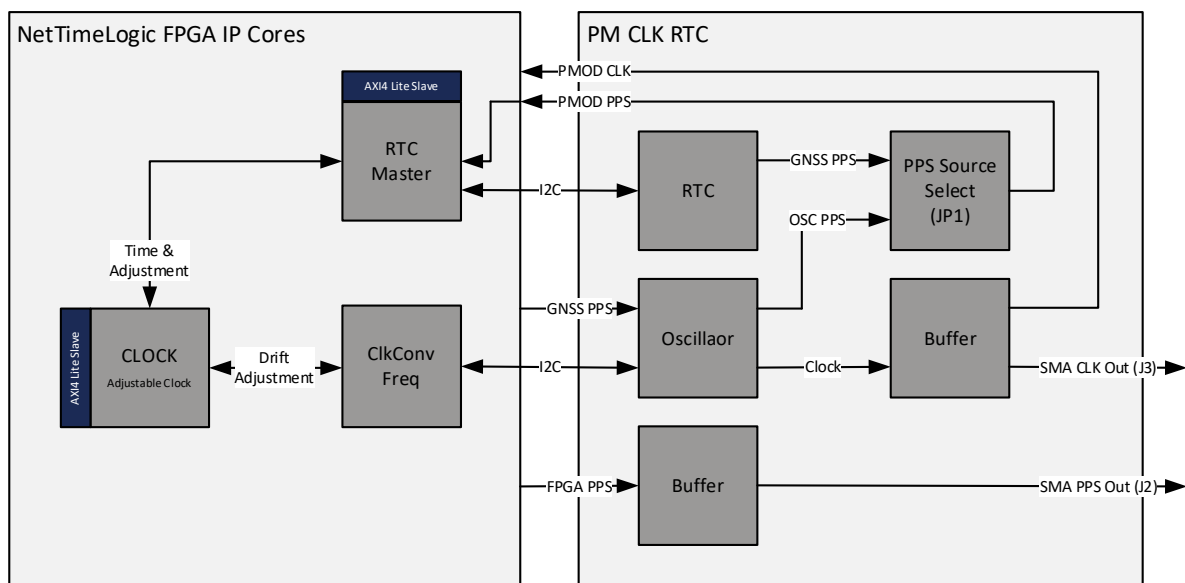 NetTimeLogic FPGA IP Cores
PM CLK RTC
AXI4 Lite Slave
RTC
Master
PMOD CLK
PMOD PPS
RTC
GNSS PPS
PPS Source
Select
(JP1)
I2C
OSC PPS
Time &
Adjustment
AXI4 Lite Slave
CLOCK
Adjustable Clock
Drift
Adjustment
ClkConv
Freq
GNSS PPS
I2C
Oscillaor
Clock
Buffer
SMA CLK Out (J3)
FPGA PPS
Buffer
SMA PPS Out (J2)